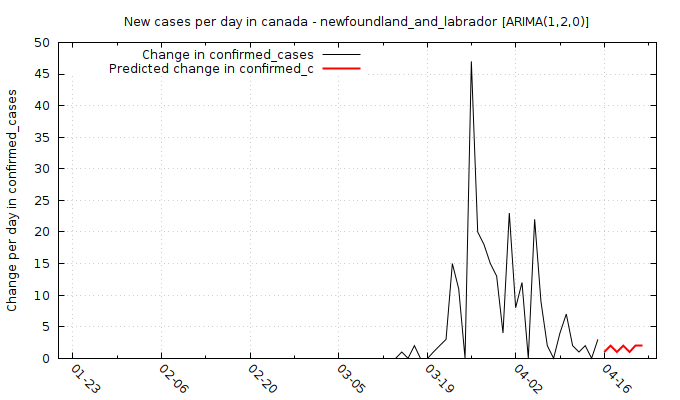 New cases per day in canada - newfoundland_and_labrador [ARIMA(1,2,0)]
Change in confirmed_cases
Predicted change in confirmed_c
Change per day in confirmed_cases
50
45
40
35
30
25
20
15
10
5
0
01-23 02-06 02-20 03-05 03-19 04-02 04-16